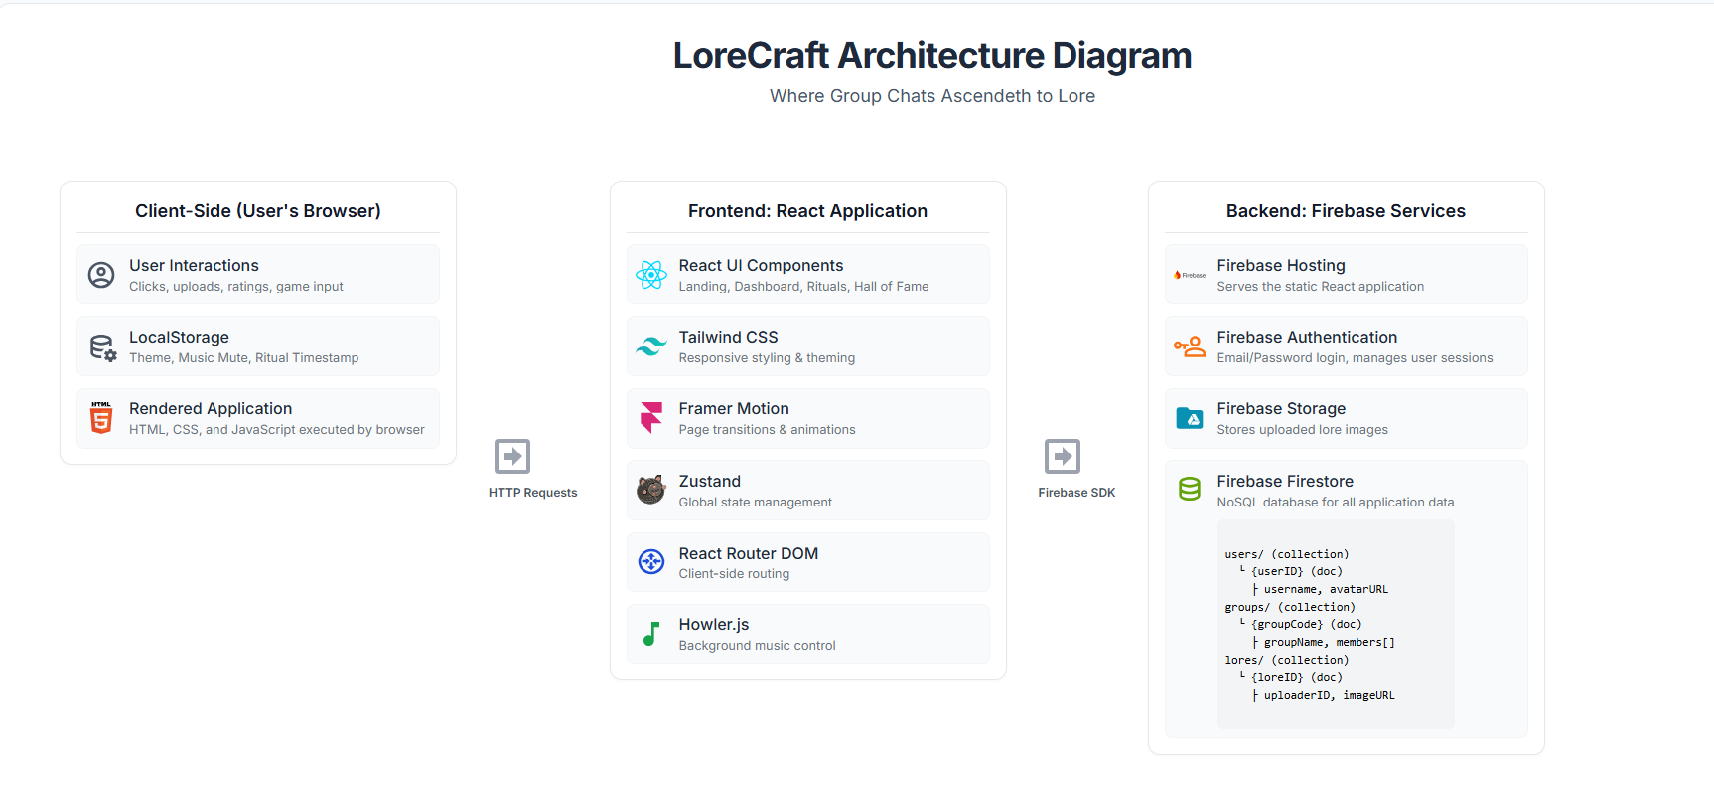 LoreCraft Architecture Diagram
Where Group Chats Ascendeth to Lore
Client-Side (User's Browser)
User Interactions
Clicks, uploads, ratings, game input
LocalStorage
Theme, Music Mute, Ritual Timestamp
HTML
5
Rendered Application
HTML, CSS, and JavaScript executed by browser
HTTP Requests
Frontend: React Application
React UI Components
Landing, Dashboard, Rituals, Hall of Fame
Tailwind CSS
Responsive styling & theming
Framer Motion
Page transitions & animations
Zustand
Global state management
React Router DOM
Client-side routing
Howler.js
Background music control
Firebase SDK
Backend: Firebase Services
Firebase
Firebase Hosting
Serves the static React application
Firebase Authentication
Email/Password login, manages user sessions
Firebase Storage
Stores uploaded lore images
Firebase Firestore
NoSQL database for all application data
users/ (collection)
└ {userID} (doc)
├ username, avatarURL
groups/ (collection)
└ {groupCode} (doc)
├ groupName, members[]
lores/ (collection)
└ {loreID} (doc)
├ uploaderID, imageURL